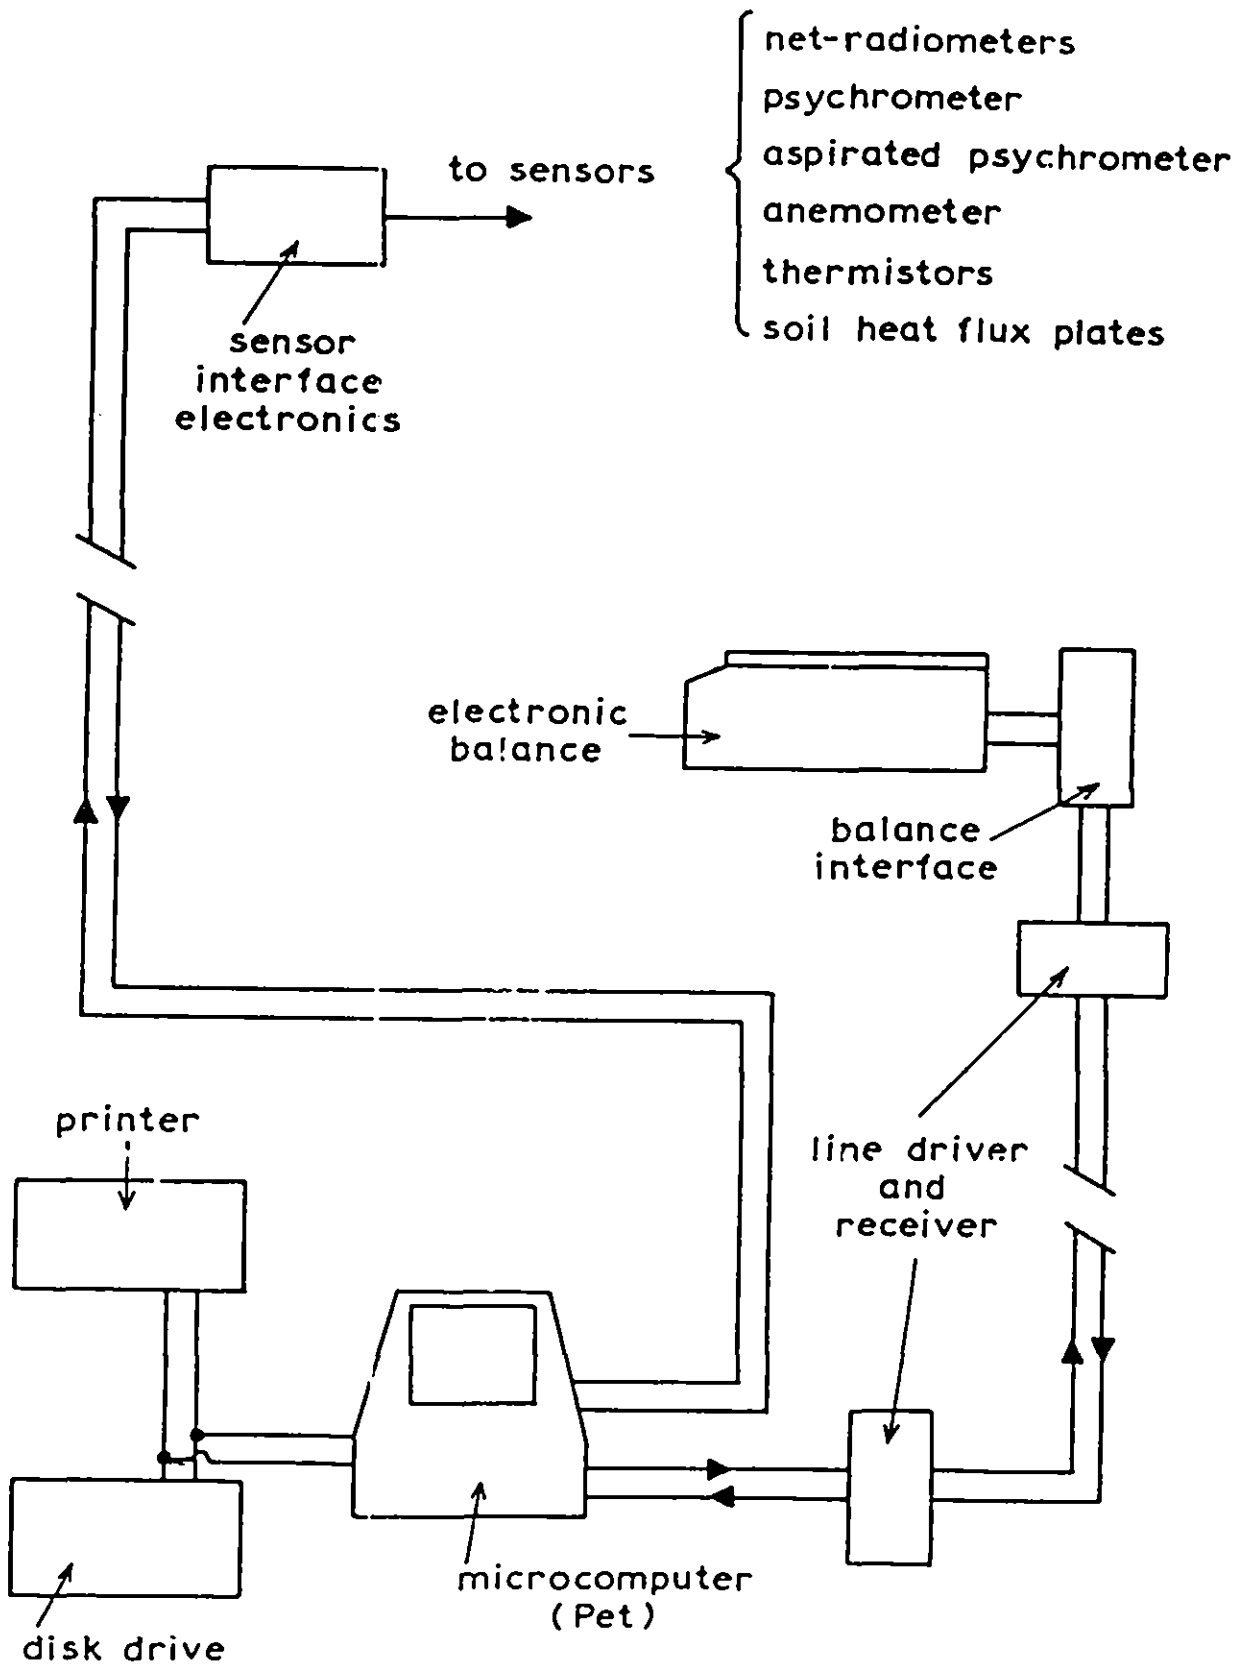 net-radiometers
psychrometer
aspirated psychrometer
anemometer
thermistors
soil heat flux plates
to sensors
sensor
interface
electronics
electronic
balance
balance
interface
line driver
and
receiver
printer
microcomputer
(Pet)
disk drive